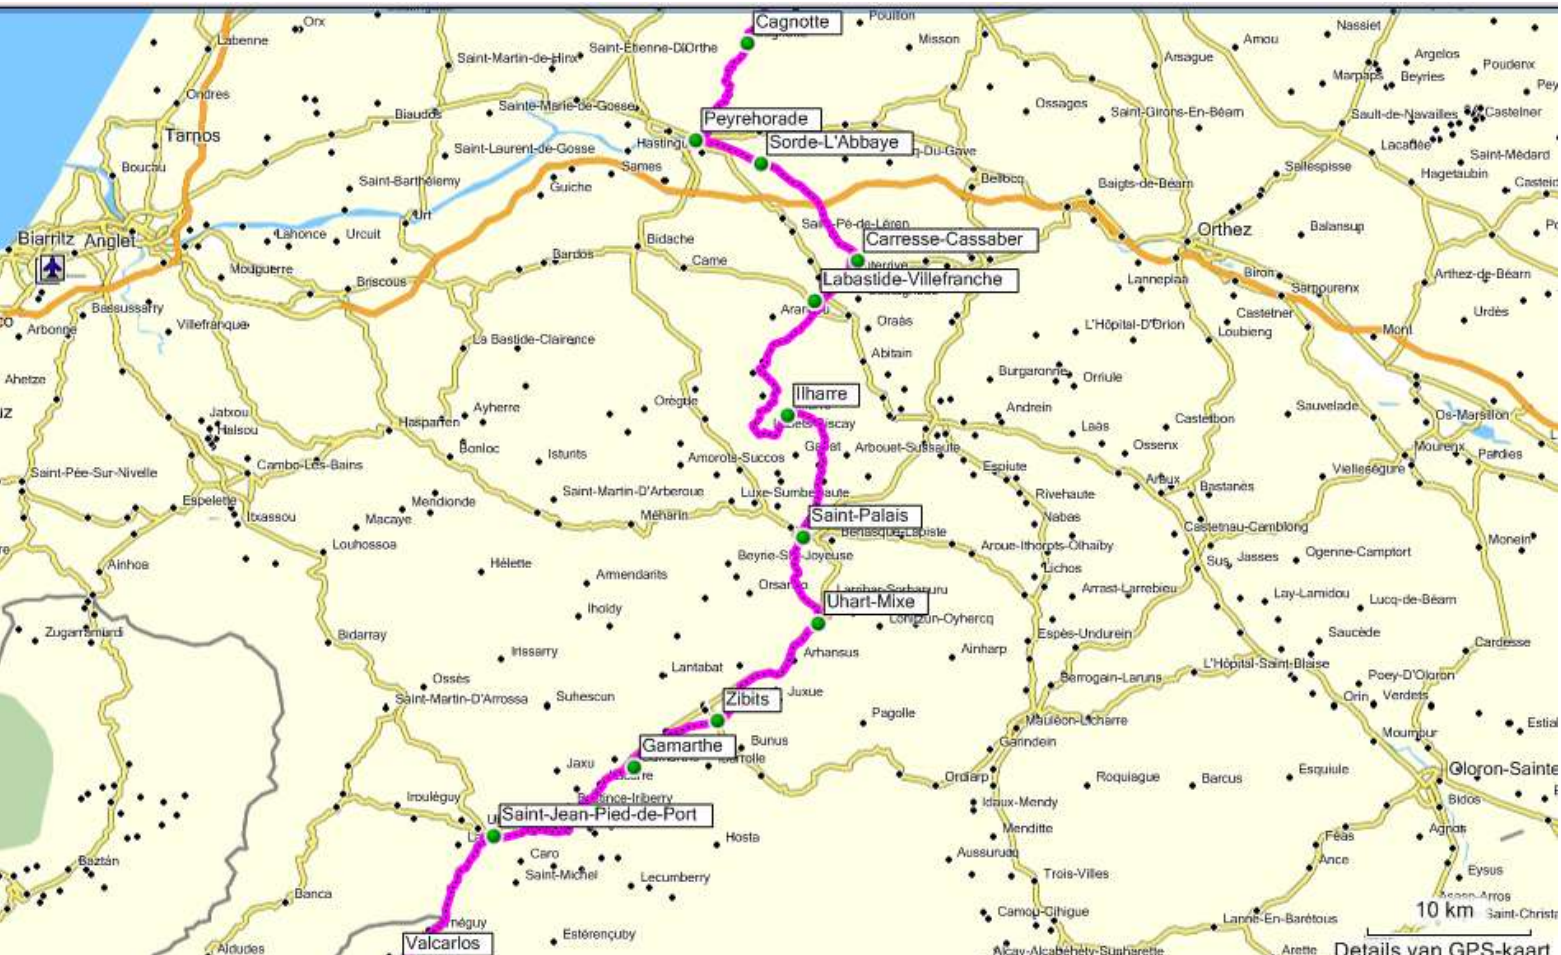 Cagnotte
Pouillon
Orx
Labenne
Misson
Nassiet
Amou
Saint-Étienne-D'Orthe
Saint-Martin-de-Hinx
Arsague
Argelos
Poudenx
Marpaps
Beyries
Ondres
Biaudos
Sainte-Marie-de-Gosse
Ossages
Saint-Girons-En-Béarn
Sault-de-Navailles
Castelner
Peyrehorade
Tarnos
Sorde-L'Abbaye
Saint-Laurent-de-Gosse
Lacadée
Saint-Médard
Boucau
Sames
Bellocq
Sallespisse
Hagetaubin
Saint-Barthélemy
Guiche
Baigts-de-Béarn
Urt
Saint-Pé-de-Léren
Lahonce
Urcuit
Biarritz
Anglet
Bidache
Carresse-Cassaber
Orthez
Balansun
Bardos
Came
Mouguerre
Briscous
Labastide-Villefranche
Lanneplaà
Biron
Sarpourenx
Arthez-de-Béarn
Bassussarry
Arbonne
Villefranque
Oraàs
L'Hôpital-D'Orion
Castetner
Loubieng
Urdès
Mont
La Bastide-Clairence
Abitain
Ahetze
Burgaronne
Orriule
Ilharre
Orègue
Ayherre
Andrein
Jatxou
Halsou
Hasparren
Laàs
Castetbon
Sauvelade
Os-Marsillon
Bonloc
Isturits
Amorots-Succos
Arbouet-Sussaute
Ossenx
Mourenx
Pardies
Cambo-Les-Bains
Saint-Pée-Sur-Nivelle
Espiute
Vielleségure
Araux
Bastanès
Espelette
Itxassou
Mendionde
Saint-Martin-D'Arberoue
Rivehaute
Macaye
Méharin
Saint-Palais
Nabas
Castetnau-Camblong
Louhossoa
Aroue-Ithorots-Olhaïby
Monein
Ainhoa
Hélette
Armendarits
Lichos
Sus
Jasses
Ogenne-Camptort
Arrast-Larrebieu
Uhart-Mixe
Iholdy
Lay-Lamidou
Lucq-de-Béarn
Zugarramurdi
Bidarray
Lohitzun-Oyhercq
Espès-Undurein
Saucède
Cardesse
Irissarry
Arhansus
Ainharp
Lantabat
L'Hôpital-Saint-Blaise
Ossès
Saint-Martin-D'Arrossa
Suhescun
Zibits
Juxue
Berrogain-Laruns
Poey-D'Oloron
Orin
Verdets
Pagolle
Mauléon-Licharre
Moumour
Gamarthe
Bunus
Garindein
Jaxu
Ordiarp
Roquiague
Barcus
Esquiule
Oloron-Sainte
Irouléguy
Saint-Jean-Pied-de-Port
Idaux-Mendy
Bidos
Hosta
Menditte
Féas
Agnos
Caro
Aussurucq
Ance
Baztán
Saint-Michel
Lecumberry
Trois-Villes
Eysus
Banca
10 km
Camou-Cihigue
Lanne-En-Barétous
Valcarlos
Estérençuby
Aldudes
Arette
Details van GPS-kaart